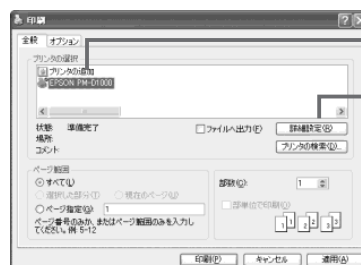 印刷
全般 オプション
プリンタの選択
プリンタの追加
EPSON PM-D1000
状態: 準備完了
場所:
コメント:
ファイルへ出力(F)
詳細設定(R)
プリンタの検索(D)...
ページ範囲
すべて(L)
選択した部分(T) 現在のページ(U)
ページ指定(G): 1
ページ番号のみか、またはページ範囲のみを入力し
てください。例: 5-12
部数(C): 1
部単位で印刷(O)
1 1 2 2 3 3
印刷(P) キャンセル 適用(A)